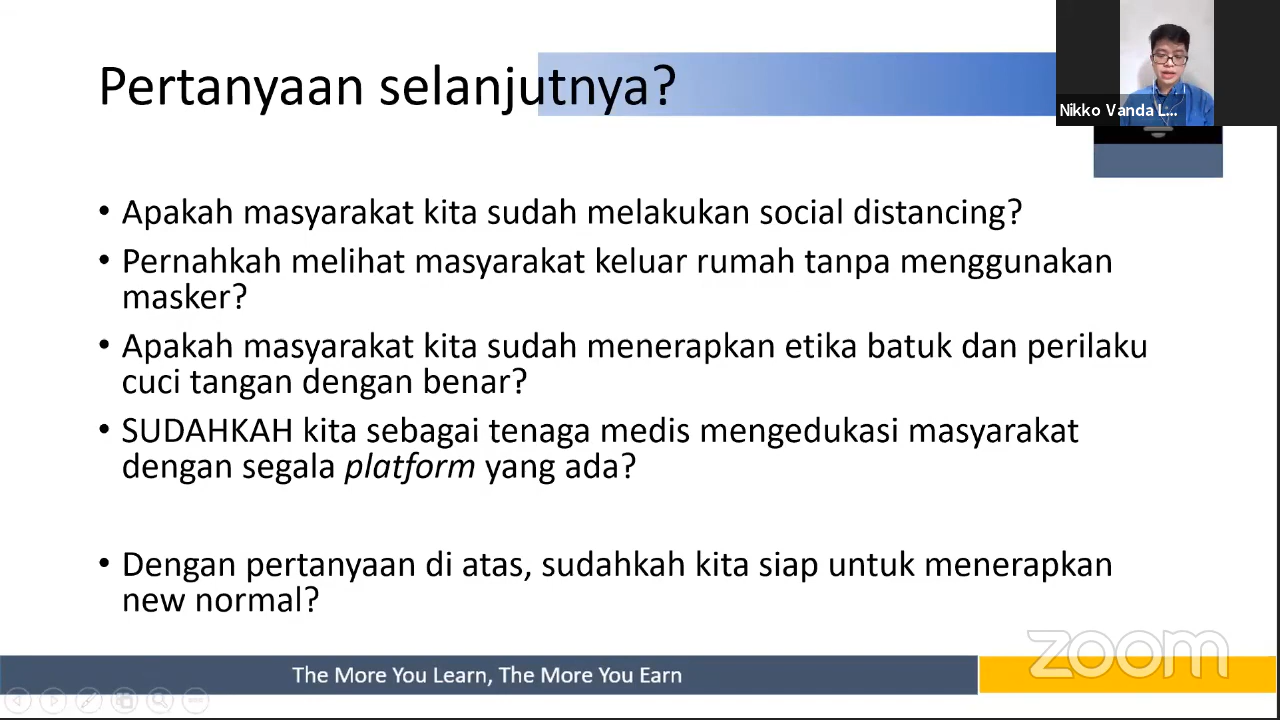 Pertanyaan selanjutnya?
Nikko Vanda L...
• Apakah masyarakat kita sudah melakukan social distancing?
• Pernahkah melihat masyarakat keluar rumah tanpa menggunakan
masker?
• Apakah masyarakat kita sudah menerapkan etika batuk dan perilaku
cuci tangan dengan benar?
• SUDAHKAH kita sebagai tenaga medis mengedukasi masyarakat
dengan segala platform yang ada?
• Dengan pertanyaan di atas, sudahkah kita siap untuk menerapkan
new normal?
zoom
The More You Learn, The More You Earn